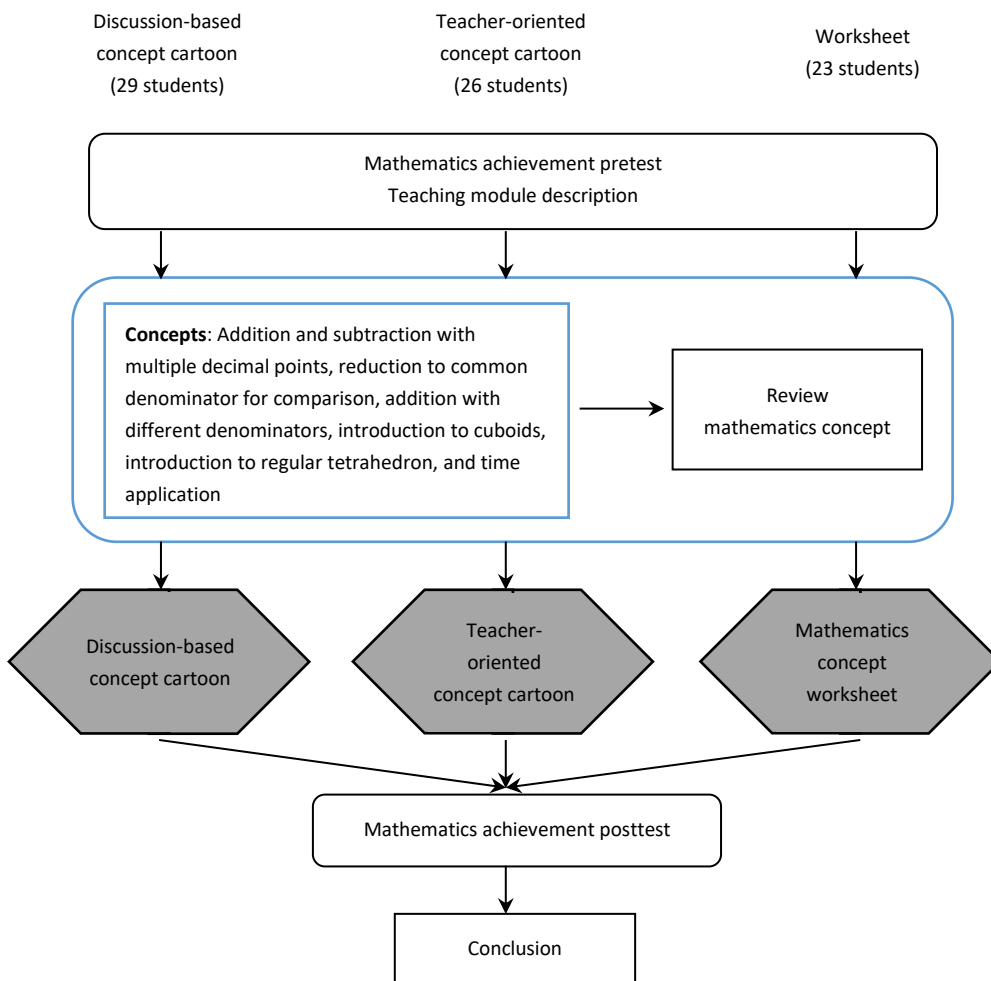 Discussion-based
concept cartoon
(29 students)
Teacher-oriented
concept cartoon
(26 students)
Worksheet
(23 students)
Mathematics achievement pretest
Teaching module description
Concepts: Addition and subtraction with
multiple decimal points, reduction to common
denominator for comparison, addition with
different denominators, introduction to cuboids,
introduction to regular tetrahedron, and time
application
Review
mathematics concept
Discussion-based
concept cartoon
Teacher-
oriented
concept cartoon
Mathematics
concept
worksheet
Mathematics achievement posttest
Conclusion